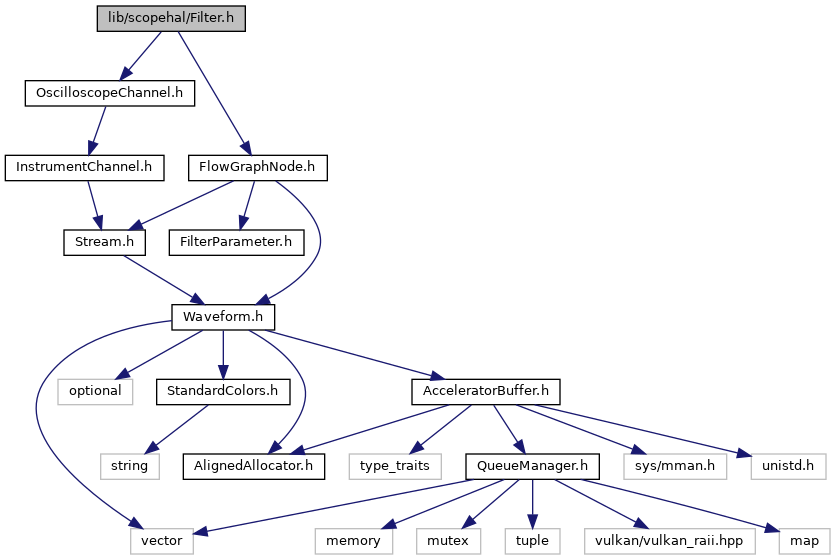 lib/scopehal/Filter.h
OscilloscopeChannel.h
InstrumentChannel.h
FlowGraphNode.h
Stream.h
FilterParameter.h
Waveform.h
optional
StandardColors.h
AcceleratorBuffer.h
string
AlignedAllocator.h
type_traits
QueueManager.h
sys/mman.h
unistd.h
vector
memory
mutex
tuple
vulkan/vulkan_raii.hpp
map